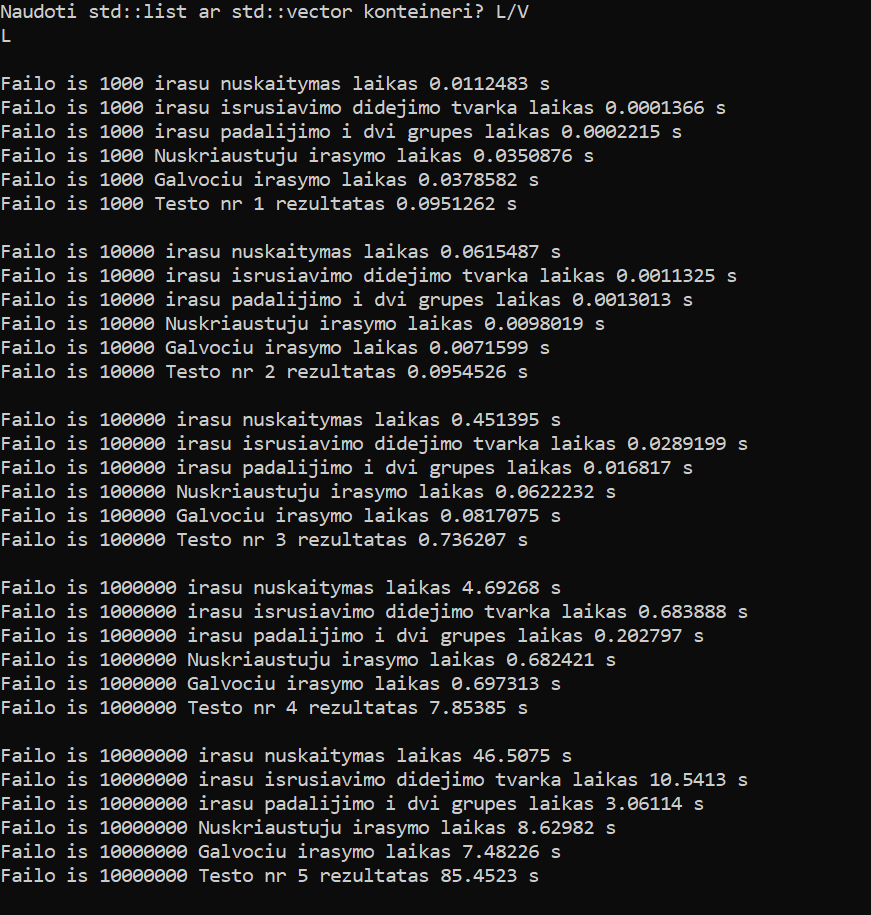 Naudoti std::list ar std::vector konteineri? L/V
L
Failo is 1000 irasu nuskaitymas laikas 0.0112483 s
Failo is 1000 irasu isrusiavimo didejimo tvarka laikas 0.0001366 s
Failo is 1000 irasu padalijimo i dvi grupes laikas 0.0002215 s
Failo is 1000 Nuskriaustuju irasymo laikas 0.0350876 s
Failo is 1000 Galvociu irasymo laikas 0.0378582 s
Failo is 1000 Testo nr 1 rezultatas 0.0951262 s
Failo is 10000 irasu nuskaitymas laikas 0.0615487 s
Failo is 10000 irasu isrusiavimo didejimo tvarka laikas 0.0011325 s
Failo is 10000 irasu padalijimo i dvi grupes laikas 0.0013013 s
Failo is 10000 Nuskriaustuju irasymo laikas 0.0098019 s
Failo is 10000 Galvociu irasymo laikas 0.0071599 s
Failo is 10000 Testo nr 2 rezultatas 0.0954526 s
Failo is 100000 irasu nuskaitymas laikas 0.451395 s
Failo is 100000 irasu isrusiavimo didejimo tvarka laikas 0.0289199 s
Failo is 100000 irasu padalijimo i dvi grupes laikas 0.016817 s
Failo is 100000 Nuskriaustuju irasymo laikas 0.0622232 s
Failo is 100000 Galvociu irasymo laikas 0.0817075 s
Failo is 100000 Testo nr 3 rezultatas 0.736207 s
Failo is 1000000 irasu nuskaitymas laikas 4.69268 s
Failo is 1000000 irasu isrusiavimo didejimo tvarka laikas 0.683888 s
Failo is 1000000 irasu padalijimo i dvi grupes laikas 0.202797 s
Failo is 1000000 Nuskriaustuju irasymo laikas 0.682421 s
Failo is 1000000 Galvociu irasymo laikas 0.697313 s
Failo is 1000000 Testo nr 4 rezultatas 7.85385 s
Failo is 10000000 irasu nuskaitymas laikas 46.5075 s
Failo is 10000000 irasu isrusiavimo didejimo tvarka laikas 10.5413 s
Failo is 10000000 irasu padalijimo i dvi grupes laikas 3.06114 s
Failo is 10000000 Nuskriaustuju irasymo laikas 8.62982 s
Failo is 10000000 Galvociu irasymo laikas 7.48226 s
Failo is 10000000 Testo nr 5 rezultatas 85.4523 s